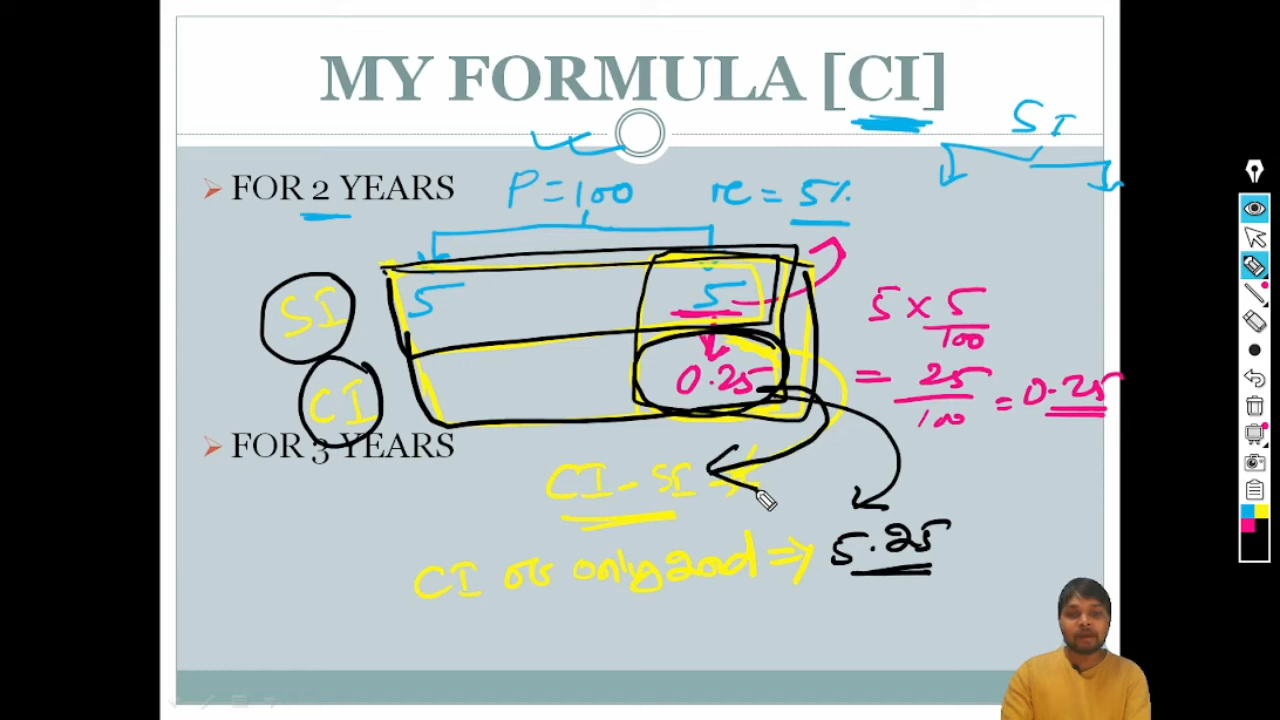 MY FORMULA [CI]
SI
FOR 2 YEARS P = 100 re = 5%
SI 5 5 5 × 5/100
CI 0.25 = 25/100 = 0.25
FOR 3 YEARS
CI - SI
CI only 2nd ⇒ 5.25